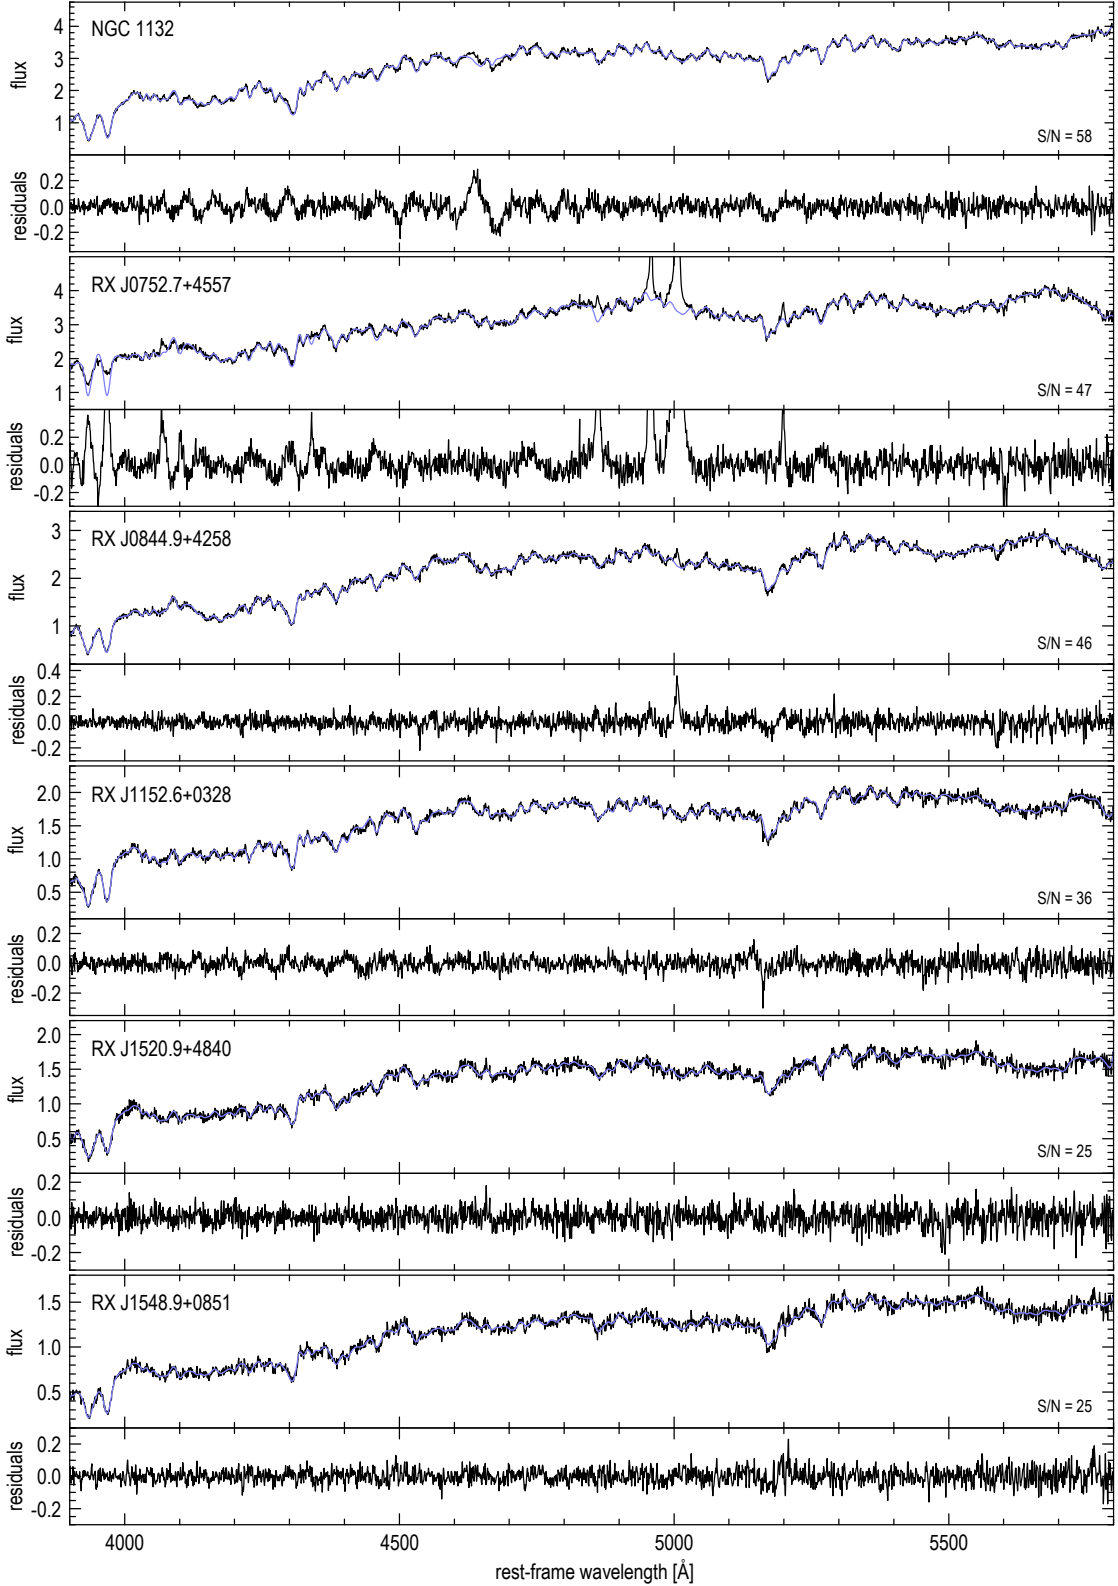 NGC 1132
flux
4
3
2
1
S/N = 58
residuals
0.2
0.0
-0.2
RX J0752.7+4557
flux
4
3
2
1
S/N = 47
residuals
0.2
0.0
-0.2
RX J0844.9+4258
flux
3
2
1
S/N = 46
residuals
0.4
0.2
0.0
-0.2
RX J1152.6+0328
flux
2.0
1.5
1.0
0.5
S/N = 36
residuals
0.2
0.0
-0.2
RX J1520.9+4840
flux
2.0
1.5
1.0
0.5
S/N = 25
residuals
0.2
0.0
-0.2
RX J1548.9+0851
flux
1.5
1.0
0.5
S/N = 25
residuals
0.2
0.0
-0.2
4000 4500 5000 5500
rest-frame wavelength [Å]